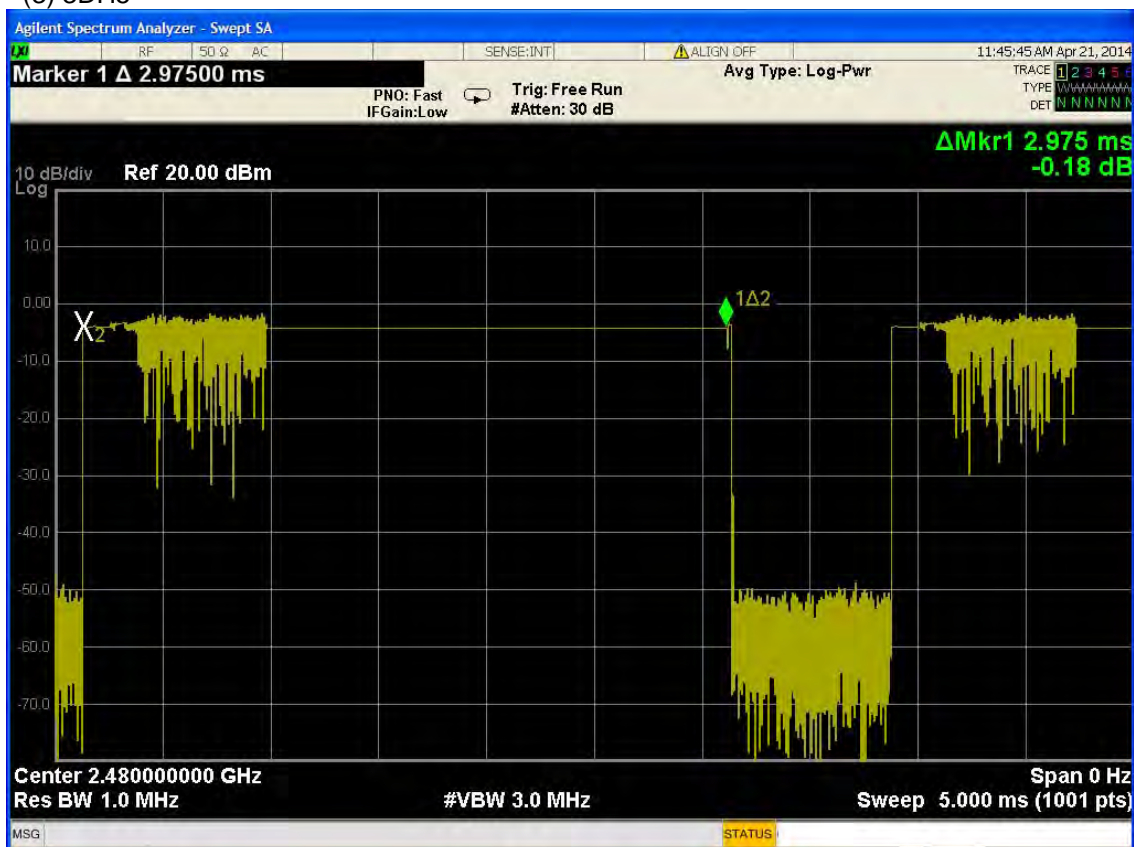 Agilent Spectrum Analyzer - Swept SA
LXI RF 50 Ω AC SENSE:INT ALIGN OFF 11:45:45 AM Apr 21, 2014
Marker 1 Δ 2.97500 ms
PNO: Fast
IFGain:Low
Trig: Free Run
#Atten: 30 dB
Avg Type: Log-Pwr
TRACE 1 2 3 4 5 6
TYPE
DET N N N N N N
ΔMkr1 2.975 ms
-0.18 dB
10 dB/div Ref 20.00 dBm
Log
10.0
0.00
-10.0
-20.0
-30.0
-40.0
-50.0
-60.0
-70.0
X2
1Δ2
Center 2.480000000 GHz Span 0 Hz
Res BW 1.0 MHz #VBW 3.0 MHz Sweep 5.000 ms (1001 pts)
MSG STATUS